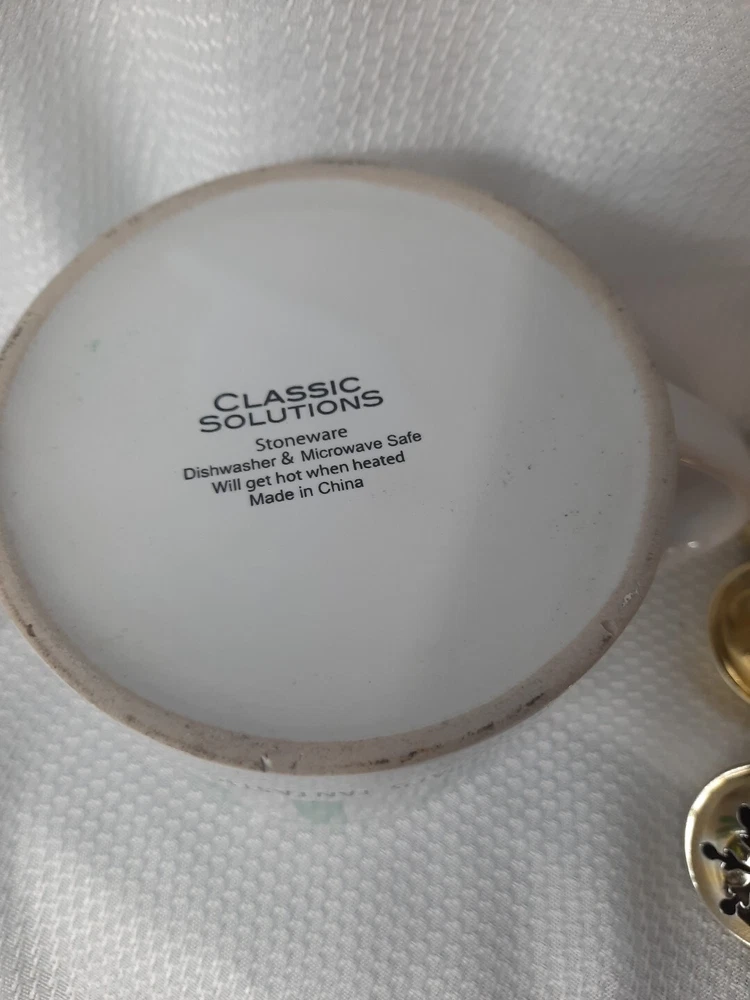 CLASSIC
SOLUTIONS
Stoneware
Dishwasher & Microwave Safe
Will get hot when heated
Made in China